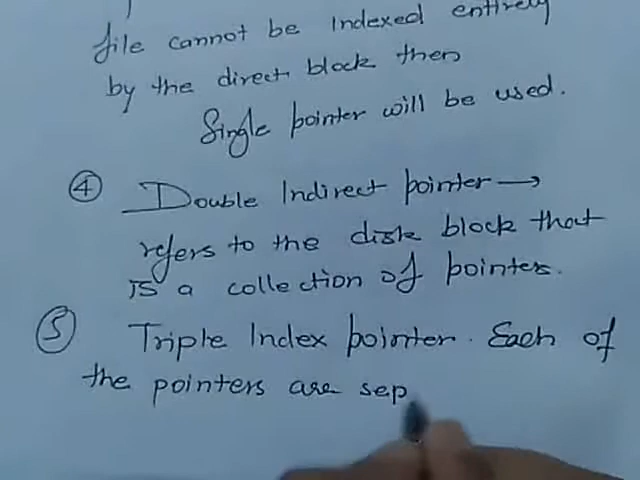 file cannot be Indexed entirely
by the direct block then
Single pointer will be used.
④ Double Indirect pointer →
refers to the disk block that
is a collection of pointers.
⑤ Triple Index pointer. Each of
the pointers are sep